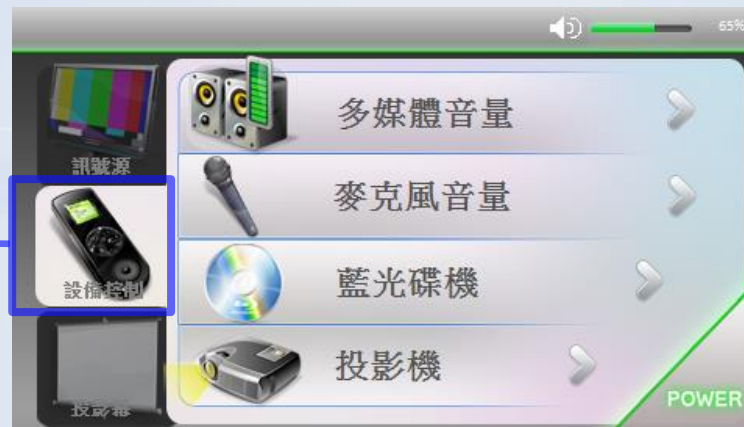 65%
訊號源
設備控制
投影幕
多媒體音量
麥克風音量
藍光碟機
投影機
POWER